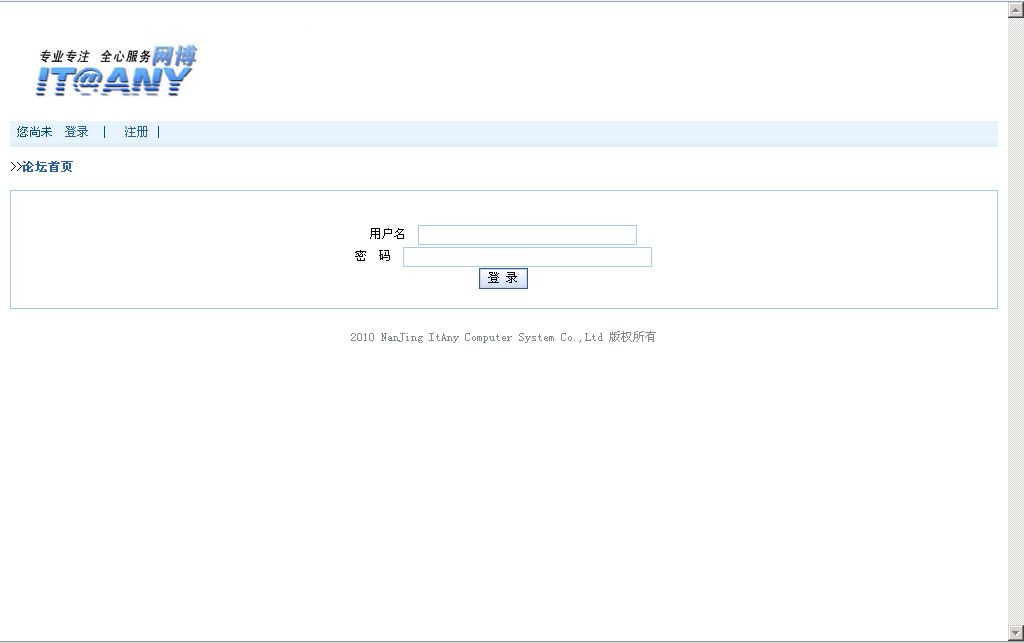 专业专注 全心服务网博
IT@ANY
您尚未 登录 | 注册 |
>>论坛首页
用户名
密 码
登 录
2010 NanJing ItAny Computer System Co.,Ltd 版权所有